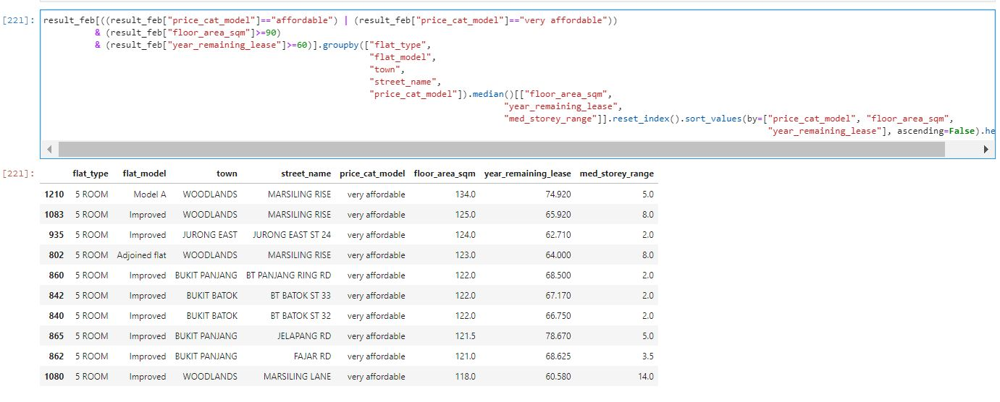 [221]: result_feb[((result_feb["price_cat_model"]=="affordable") | (result_feb["price_cat_model"]=="very affordable"))
& (result_feb["floor_area_sqm"]>=90)
& (result_feb["year_remaining_lease"]>=60)].groupby(["flat_type",
"flat_model",
"town",
"street_name",
"price_cat_model"]).median()[["floor_area_sqm",
"year_remaining_lease",
"med_storey_range"]].reset_index().sort_values(by=["price_cat_model", "floor_area_sqm",
"year_remaining_lease"], ascending=False).he
[221]: flat_type flat_model town street_name price_cat_model floor_area_sqm year_remaining_lease med_storey_range
1210 5 ROOM Model A WOODLANDS MARSILING RISE very affordable 134.0 74.920 5.0
1083 5 ROOM Improved WOODLANDS MARSILING RISE very affordable 125.0 65.920 8.0
935 5 ROOM Improved JURONG EAST JURONG EAST ST 24 very affordable 124.0 62.710 2.0
802 5 ROOM Adjoined flat WOODLANDS MARSILING RISE very affordable 123.0 64.000 8.0
860 5 ROOM Improved BUKIT PANJANG BT PANJANG RING RD very affordable 122.0 68.500 2.0
842 5 ROOM Improved BUKIT BATOK BT BATOK ST 33 very affordable 122.0 67.170 2.0
840 5 ROOM Improved BUKIT BATOK BT BATOK ST 32 very affordable 122.0 66.750 2.0
865 5 ROOM Improved BUKIT PANJANG JELAPANG RD very affordable 121.5 78.670 5.0
862 5 ROOM Improved BUKIT PANJANG FAJAR RD very affordable 121.0 68.625 3.5
1080 5 ROOM Improved WOODLANDS MARSILING LANE very affordable 118.0 60.580 14.0